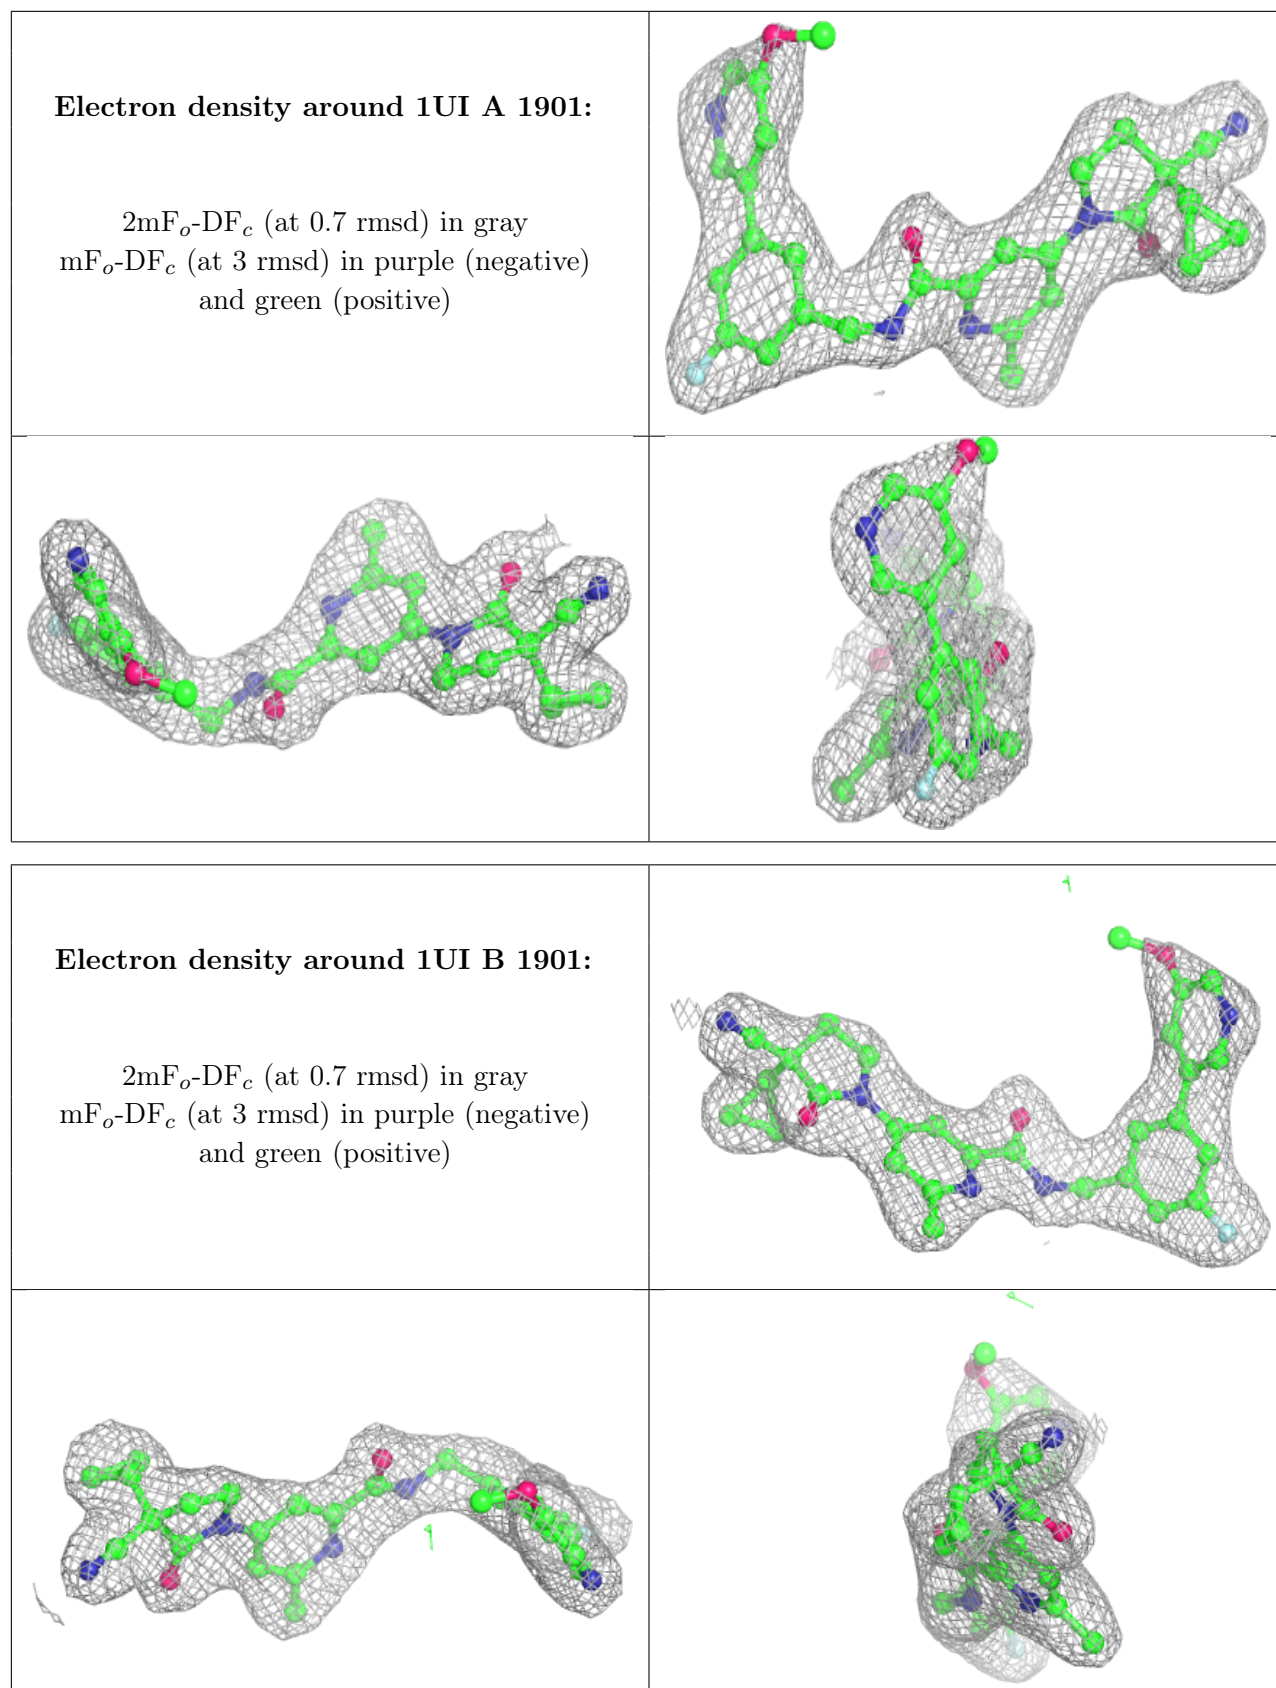 Electron density around 1UI A 1901:
2mFo-DFc (at 0.7 rmsd) in gray
mFo-DFc (at 3 rmsd) in purple (negative)
and green (positive)
Electron density around 1UI B 1901:
2mFo-DFc (at 0.7 rmsd) in gray
mFo-DFc (at 3 rmsd) in purple (negative)
and green (positive)